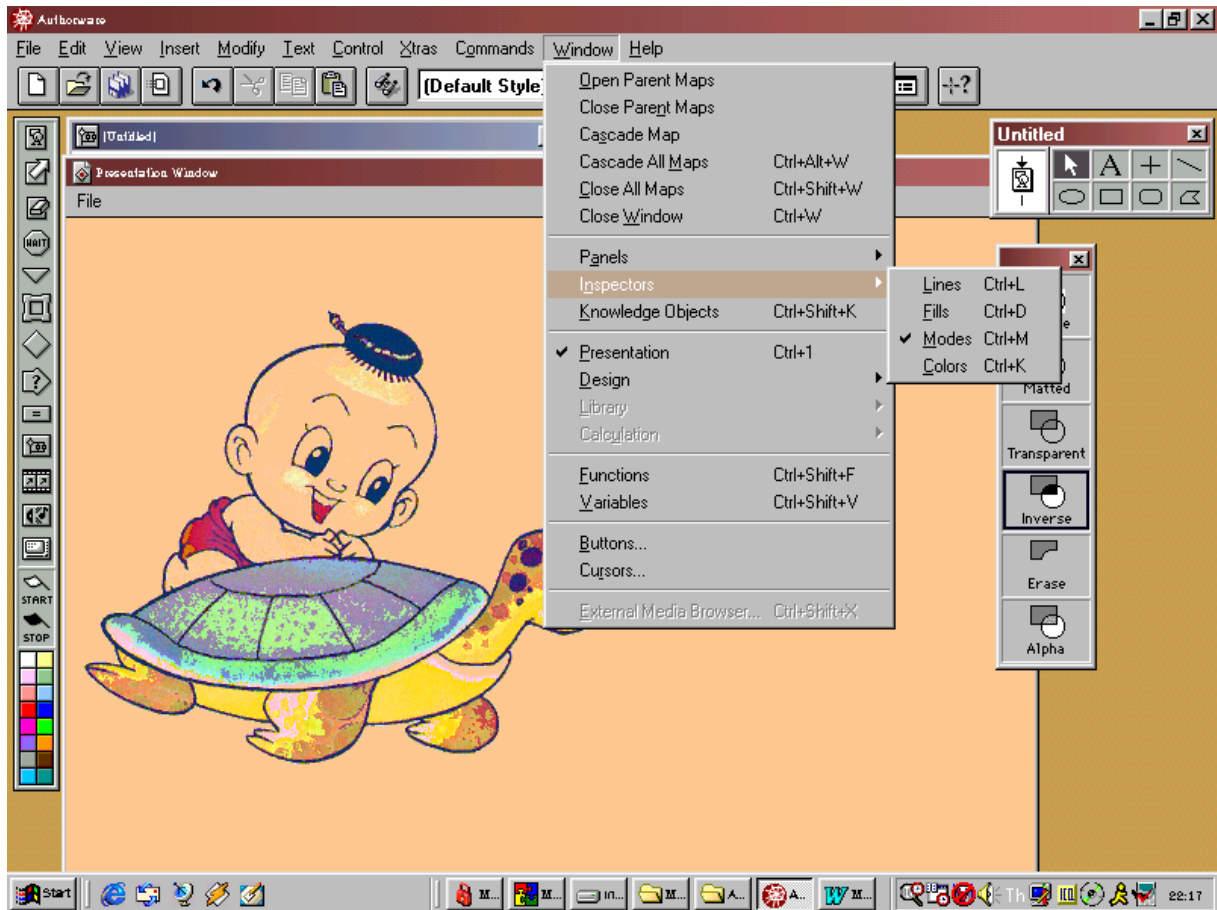 Authorware
File Edit View Insert Modify Text Control Xtras Commands Window Help
(Default Style
[Untitled]
Presentation Window
File
Open Parent Maps
Close Parent Maps
Cascade Map
Cascade All Maps Ctrl+Alt+W
Close All Maps Ctrl+Shift+W
Close Window Ctrl+W
Panels
Inspectors
Knowledge Objects Ctrl+Shift+K
Presentation Ctrl+1
Design
Library
Calculation
Functions Ctrl+Shift+F
Variables Ctrl+Shift+V
Buttons...
Cursors...
External Media Browser... Ctrl+Shift+X
Lines Ctrl+L
Fills Ctrl+D
Modes Ctrl+M
Colors Ctrl+K
Untitled
A
Matted
Transparent
Inverse
Erase
Alpha
WAIT
START
STOP
Start
M...
M...
in...
M...
A...
A...
M...
Th
22:17